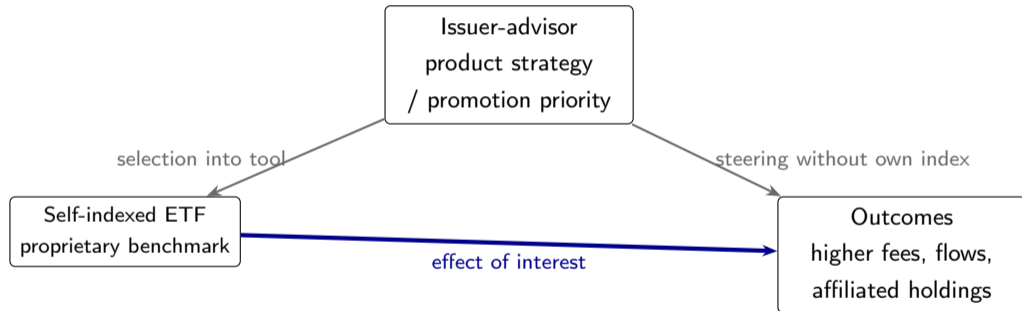 Issuer-advisor
product strategy
/ promotion priority
selection into tool
steering without own index
Self-indexed ETF
proprietary benchmark
effect of interest
Outcomes
higher fees, flows,
affiliated holdings